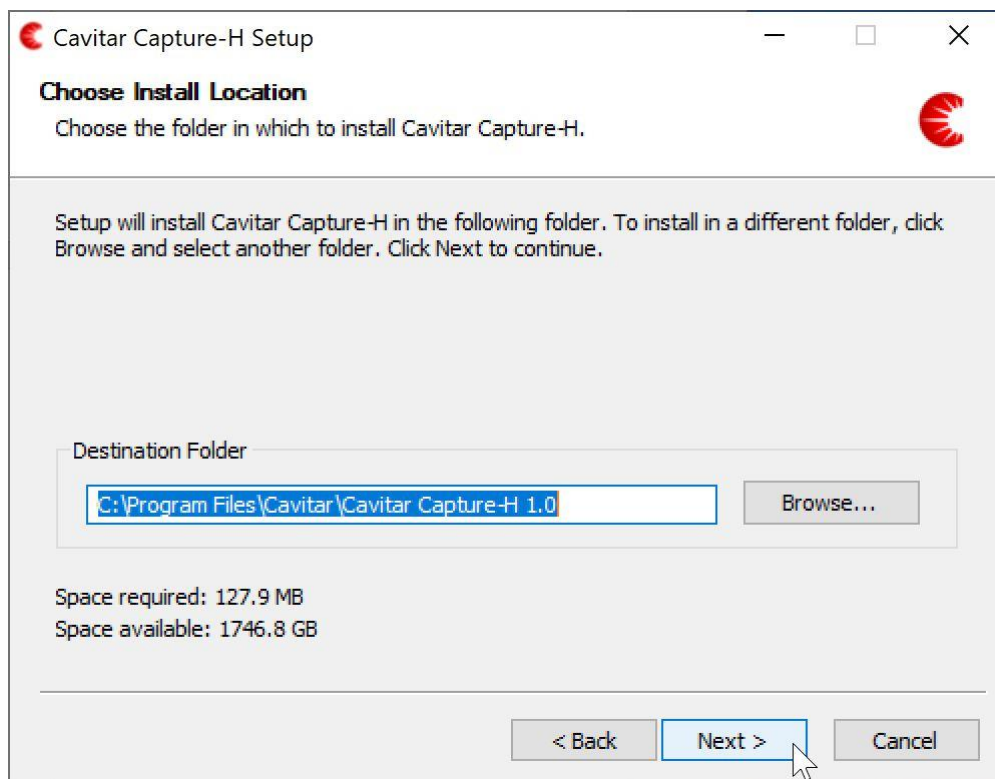 Cavitar Capture-H Setup
Choose Install Location
Choose the folder in which to install Cavitar Capture-H.
Setup will install Cavitar Capture-H in the following folder. To install in a different folder, click
Browse and select another folder. Click Next to continue.
Destination Folder
C:\Program Files\Cavitar\Cavitar Capture-H 1.0
Browse...
Space required: 127.9 MB
Space available: 1746.8 GB
< Back
Next >
Cancel